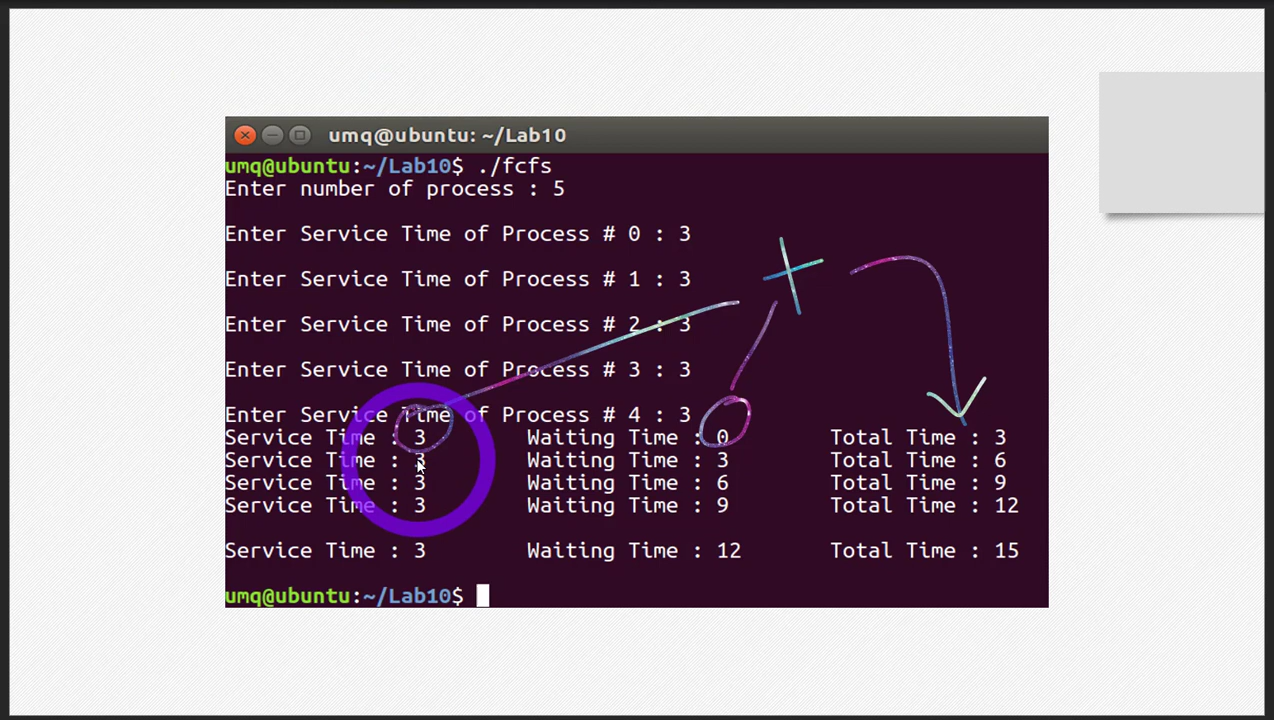 umq@ubuntu: ~/Lab10
umq@ubuntu:~/Lab10$ ./fcfs
Enter number of process : 5
Enter Service Time of Process # 0 : 3
Enter Service Time of Process # 1 : 3
Enter Service Time of Process # 2 : 3
Enter Service Time of Process # 3 : 3
Enter Service Time of Process # 4 : 3
Service Time : 3 Waiting Time : 0 Total Time : 3
Service Time : 3 Waiting Time : 3 Total Time : 6
Service Time : 3 Waiting Time : 6 Total Time : 9
Service Time : 3 Waiting Time : 9 Total Time : 12
Service Time : 3 Waiting Time : 12 Total Time : 15
umq@ubuntu:~/Lab10$